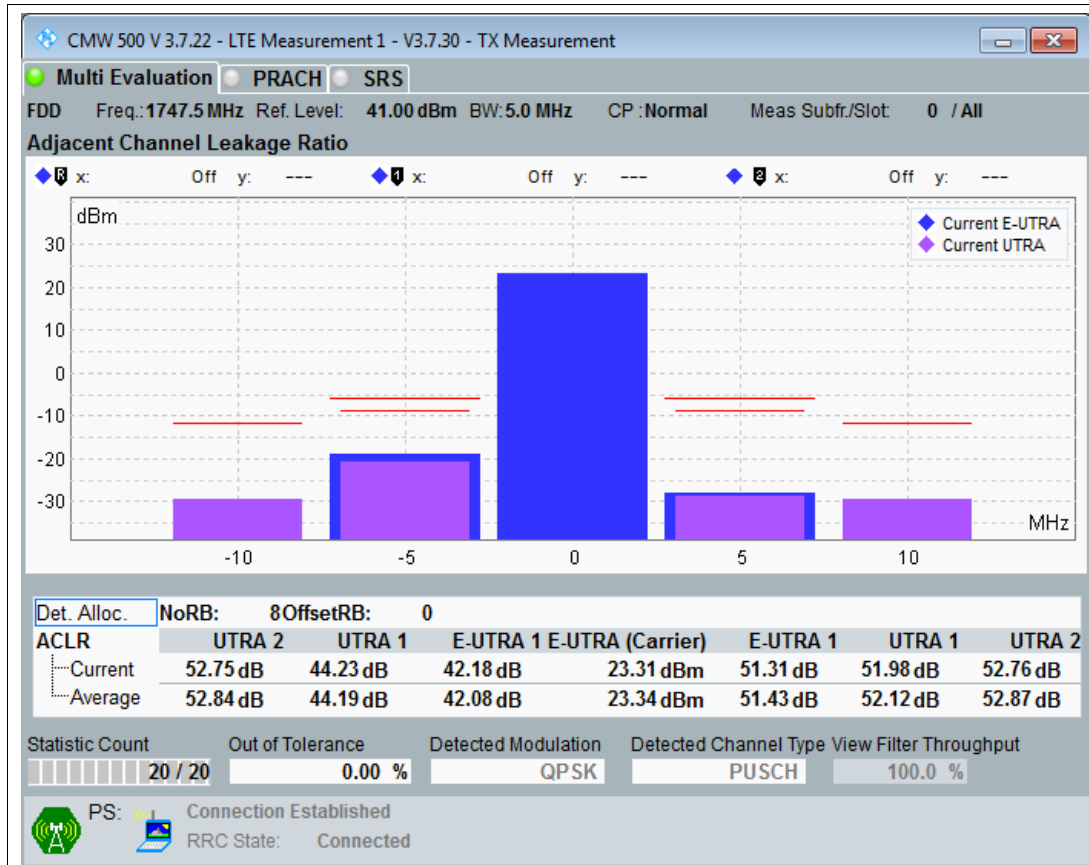 CMW 500 V 3.7.22 - LTE Measurement 1 - V3.7.30 - TX Measurement
Multi Evaluation PRACH SRS
FDD Freq.: 1747.5 MHz Ref. Level: 41.00 dBm BW: 5.0 MHz CP : Normal Meas Subfr./Slot: 0 / All
Adjacent Channel Leakage Ratio
R x: Off y: --- 1 x: Off y: --- 2 x: Off y: ---
dBm
Current E-UTRA
Current UTRA
30
20
10
0
-10
-20
-30
MHz
-10 -5 0 5 10
Det. Alloc. NoRB: 8 OffsetRB: 0
ACLR UTRA 2 UTRA 1 E-UTRA 1 E-UTRA (Carrier) E-UTRA 1 UTRA 1 UTRA 2
Current 52.75 dB 44.23 dB 42.18 dB 23.31 dBm 51.31 dB 51.98 dB 52.76 dB
Average 52.84 dB 44.19 dB 42.08 dB 23.34 dBm 51.43 dB 52.12 dB 52.87 dB
Statistic Count Out of Tolerance Detected Modulation Detected Channel Type View Filter Throughput
20 / 20 0.00 % QPSK PUSCH 100.0 %
PS: Connection Established
RRC State: Connected